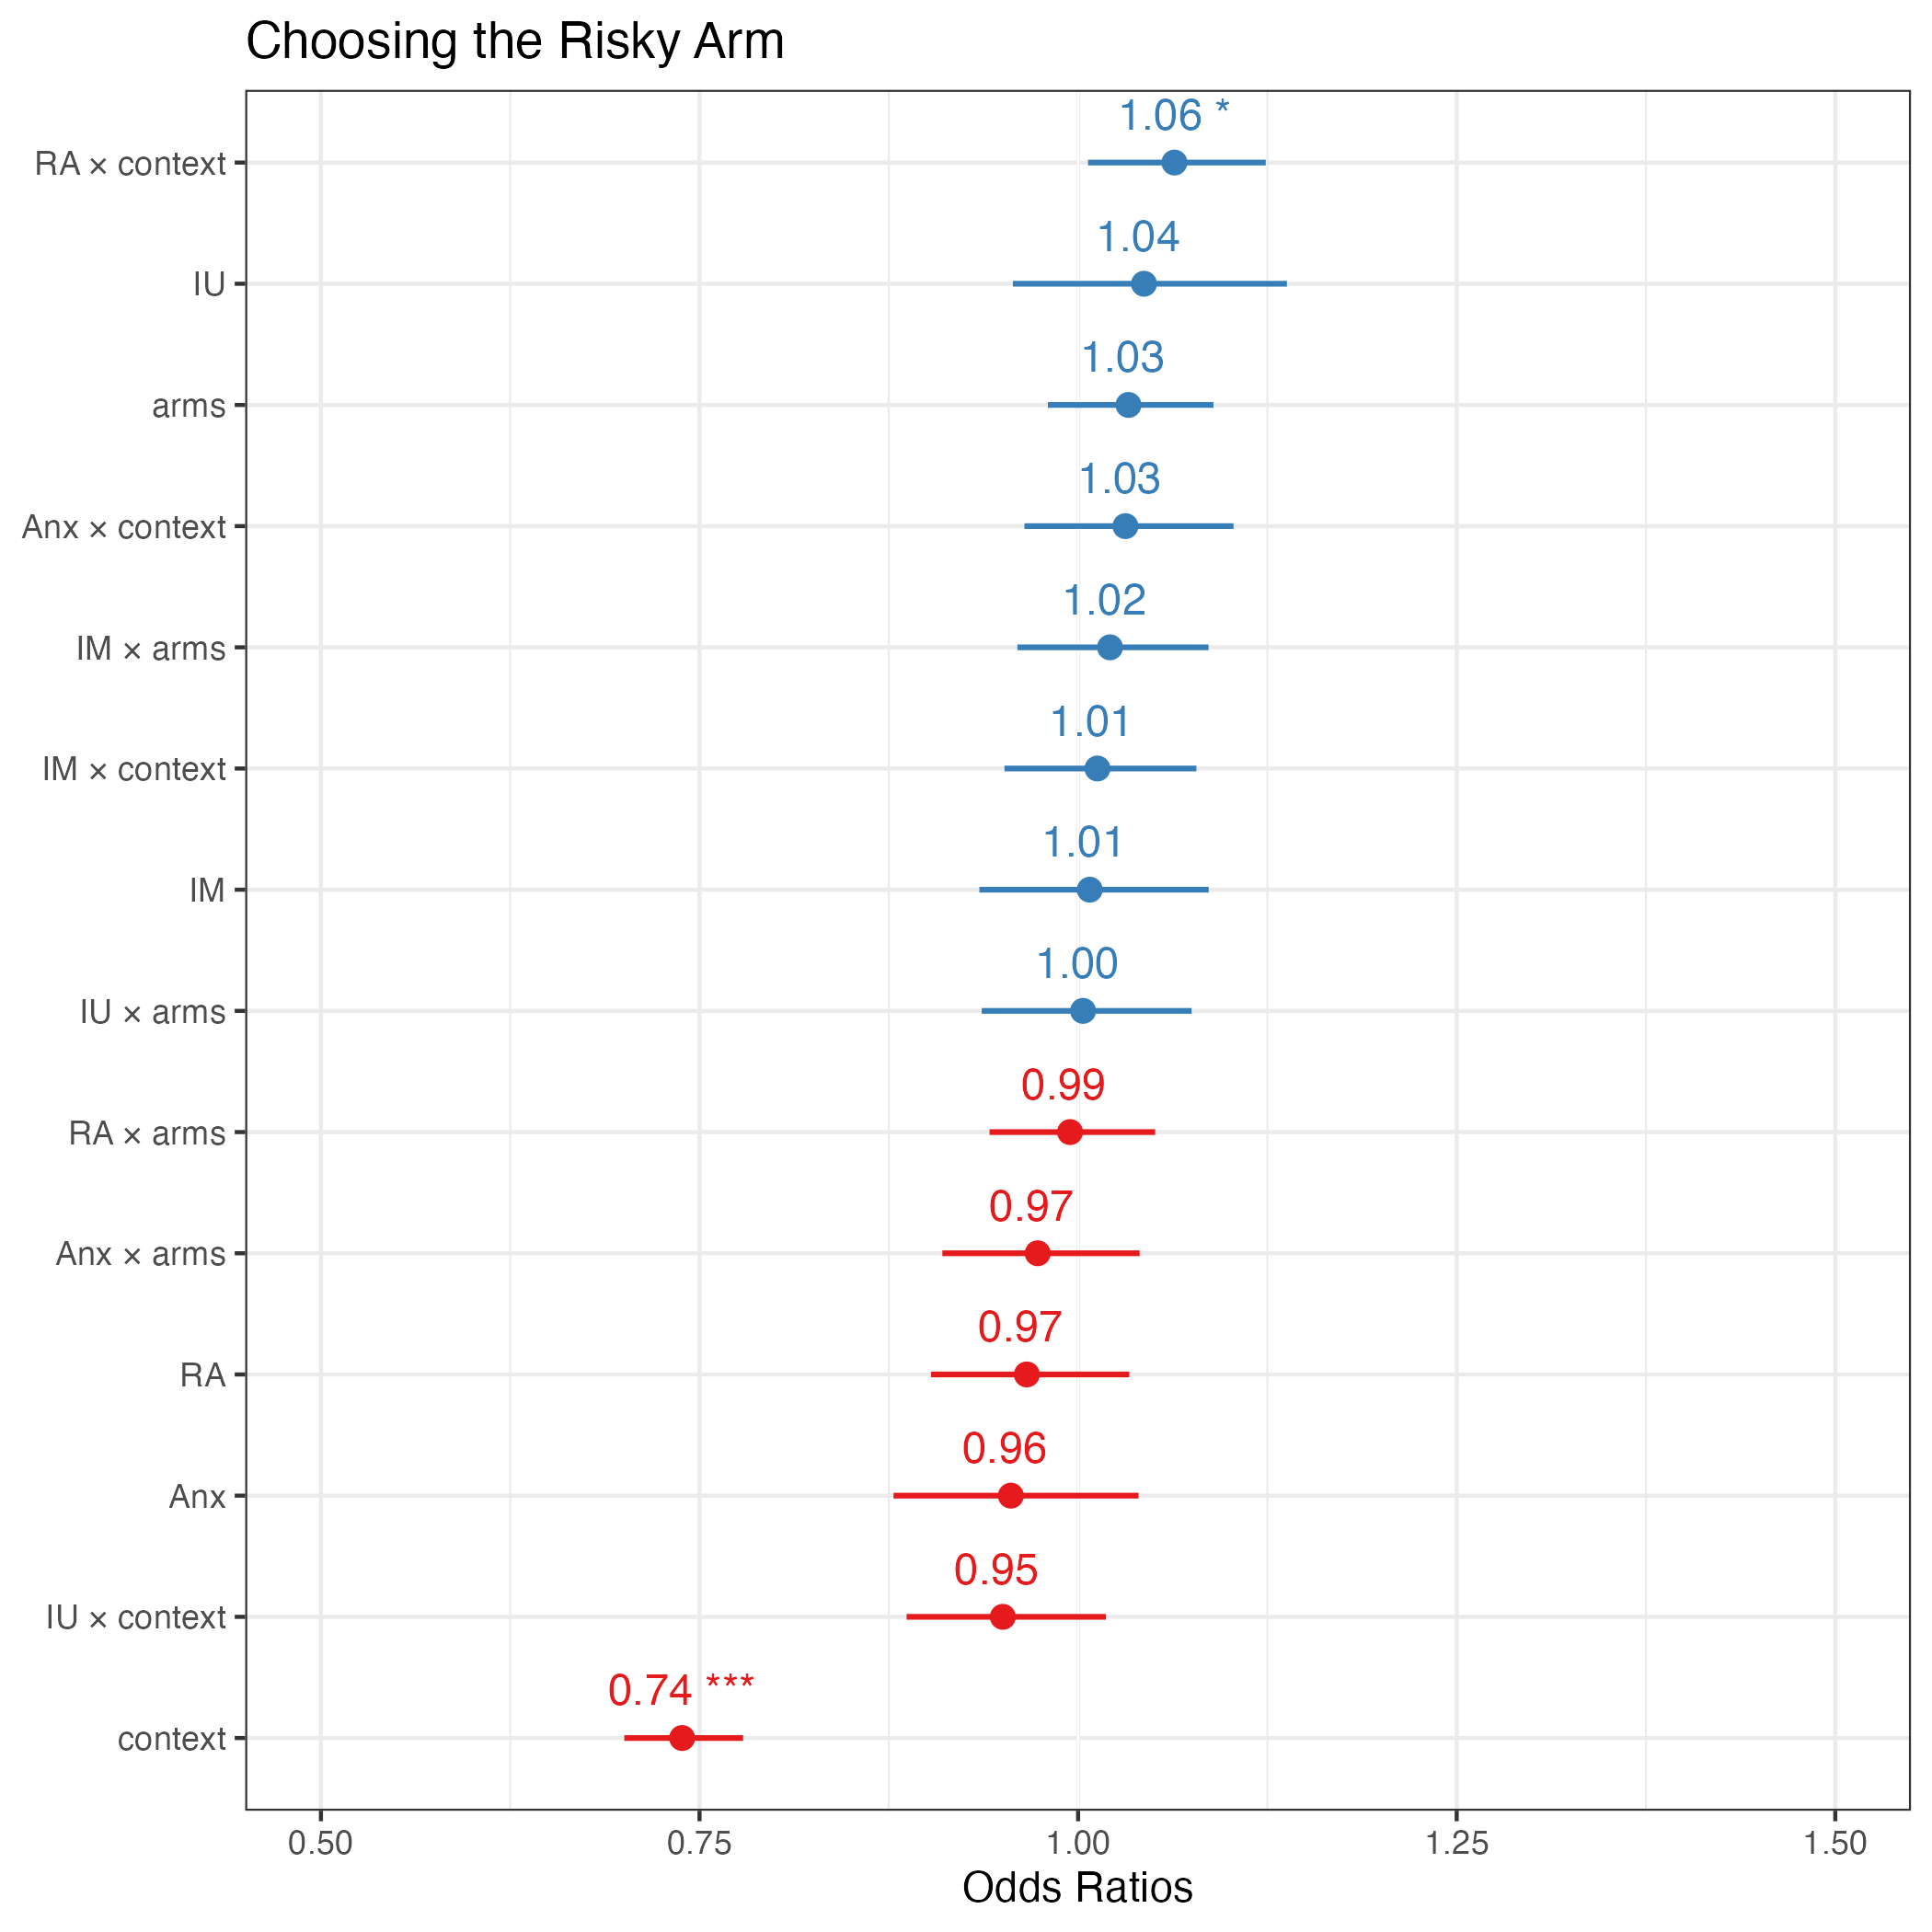 Choosing the Risky Arm
RA × context
1.06 *
IU
1.04
arms
1.03
Anx × context
1.03
IM × arms
1.02
IM × context
1.01
IM
1.01
IU × arms
1.00
RA × arms
0.99
Anx × arms
0.97
RA
0.97
Anx
0.96
IU × context
0.95
context
0.74 ***
0.50 0.75 1.00 1.25 1.50
Odds Ratios